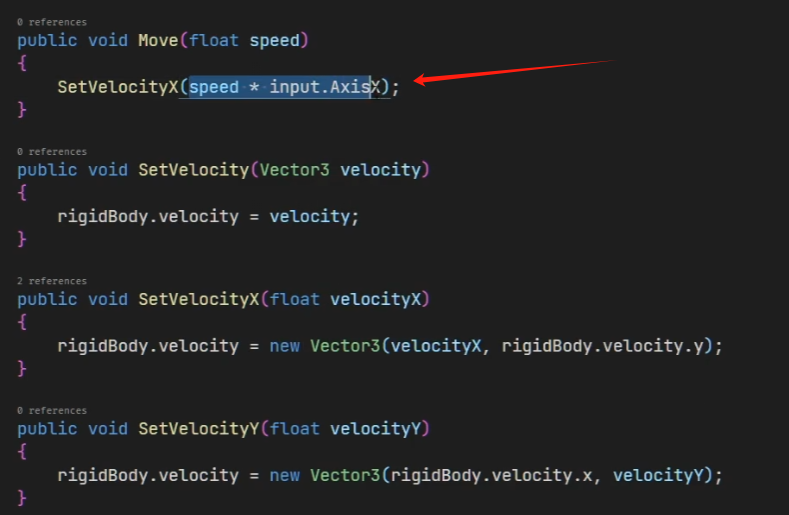 0 references
public void Move(float speed)
{
    SetVelocityX(speed * input.AxisX);
}
0 references
public void SetVelocity(Vector3 velocity)
{
    rigidBody.velocity = velocity;
}
2 references
public void SetVelocityX(float velocityX)
{
    rigidBody.velocity = new Vector3(velocityX, rigidBody.velocity.y);
}
0 references
public void SetVelocityY(float velocityY)
{
    rigidBody.velocity = new Vector3(rigidBody.velocity.x, velocityY);
}